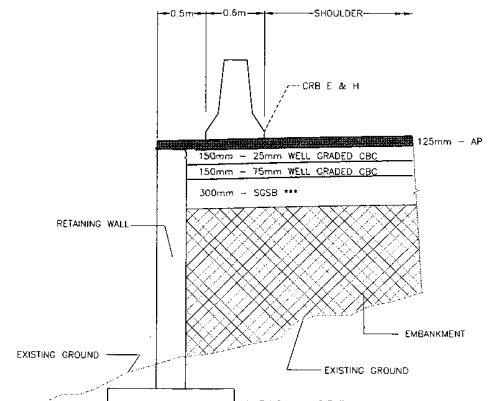 0.5m
0.6m
SHOULDER
CRB E & H
125mm - AP
150mm - 25mm WELL GRADED CBC
150mm - 75mm WELL GRADED CBC
300mm - SGSB ***
RETAINING WALL
EMBANKMENT
EXISTING GROUND
EXISTING GROUND